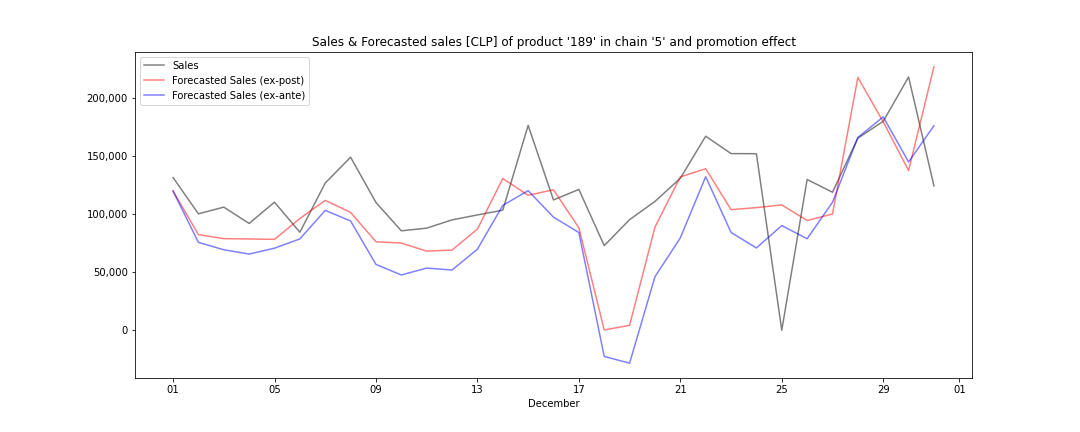 Sales & Forecasted sales [CLP] of product '189' in chain '5' and promotion effect
Sales
Forecasted Sales (ex-post)
Forecasted Sales (ex-ante)
200,000
150,000
100,000
50,000
0
01 05 09 13 17 21 25 29 01
December